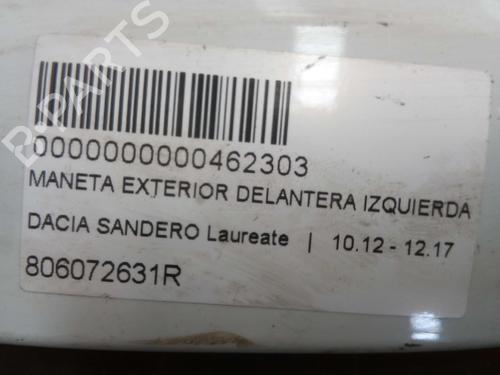 B-PARTS
0000000000462303
MANETA EXTERIOR DELANTERA IZQUIERDA
DACIA SANDERO Laureate | 10.12 - 12.17
806072631R